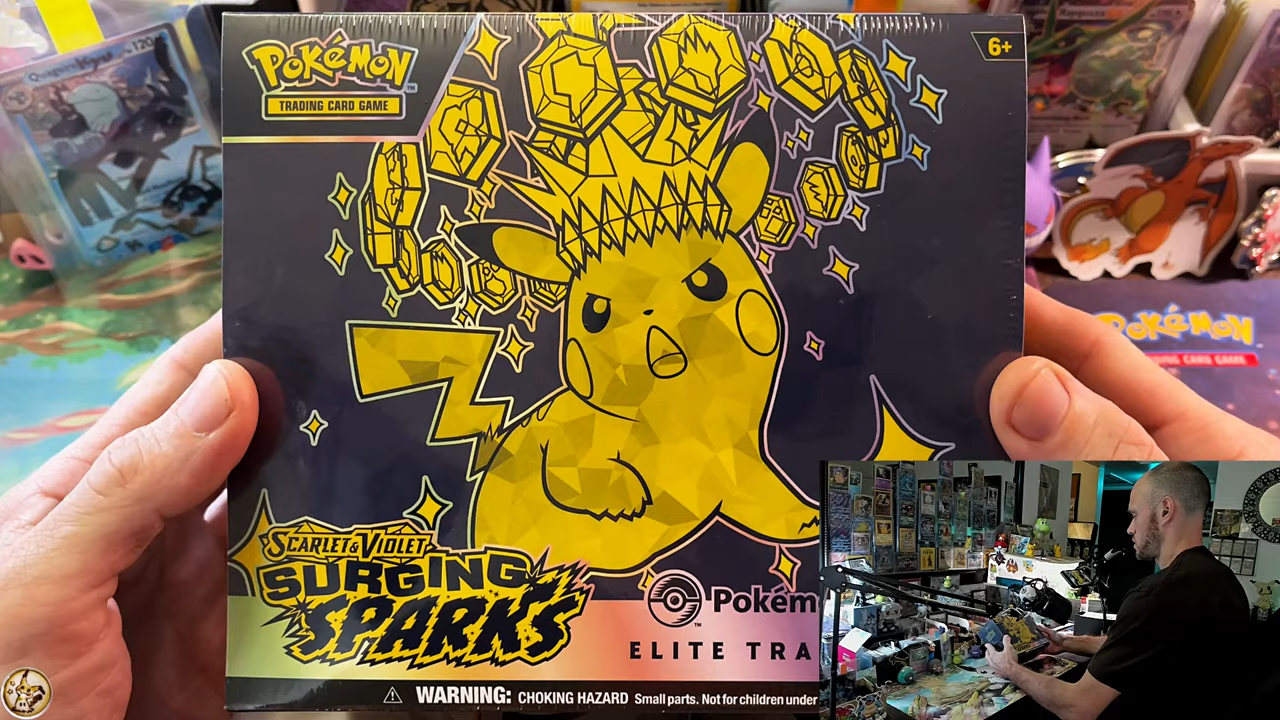 POKéMON
TRADING CARD GAME
6+
120
SCARLET & VIOLET
SURGING
SPARKS
Pokém
ELITE TRA
WARNING: CHOKING HAZARD Small parts. Not for children under
POKéMON
CARD GAME